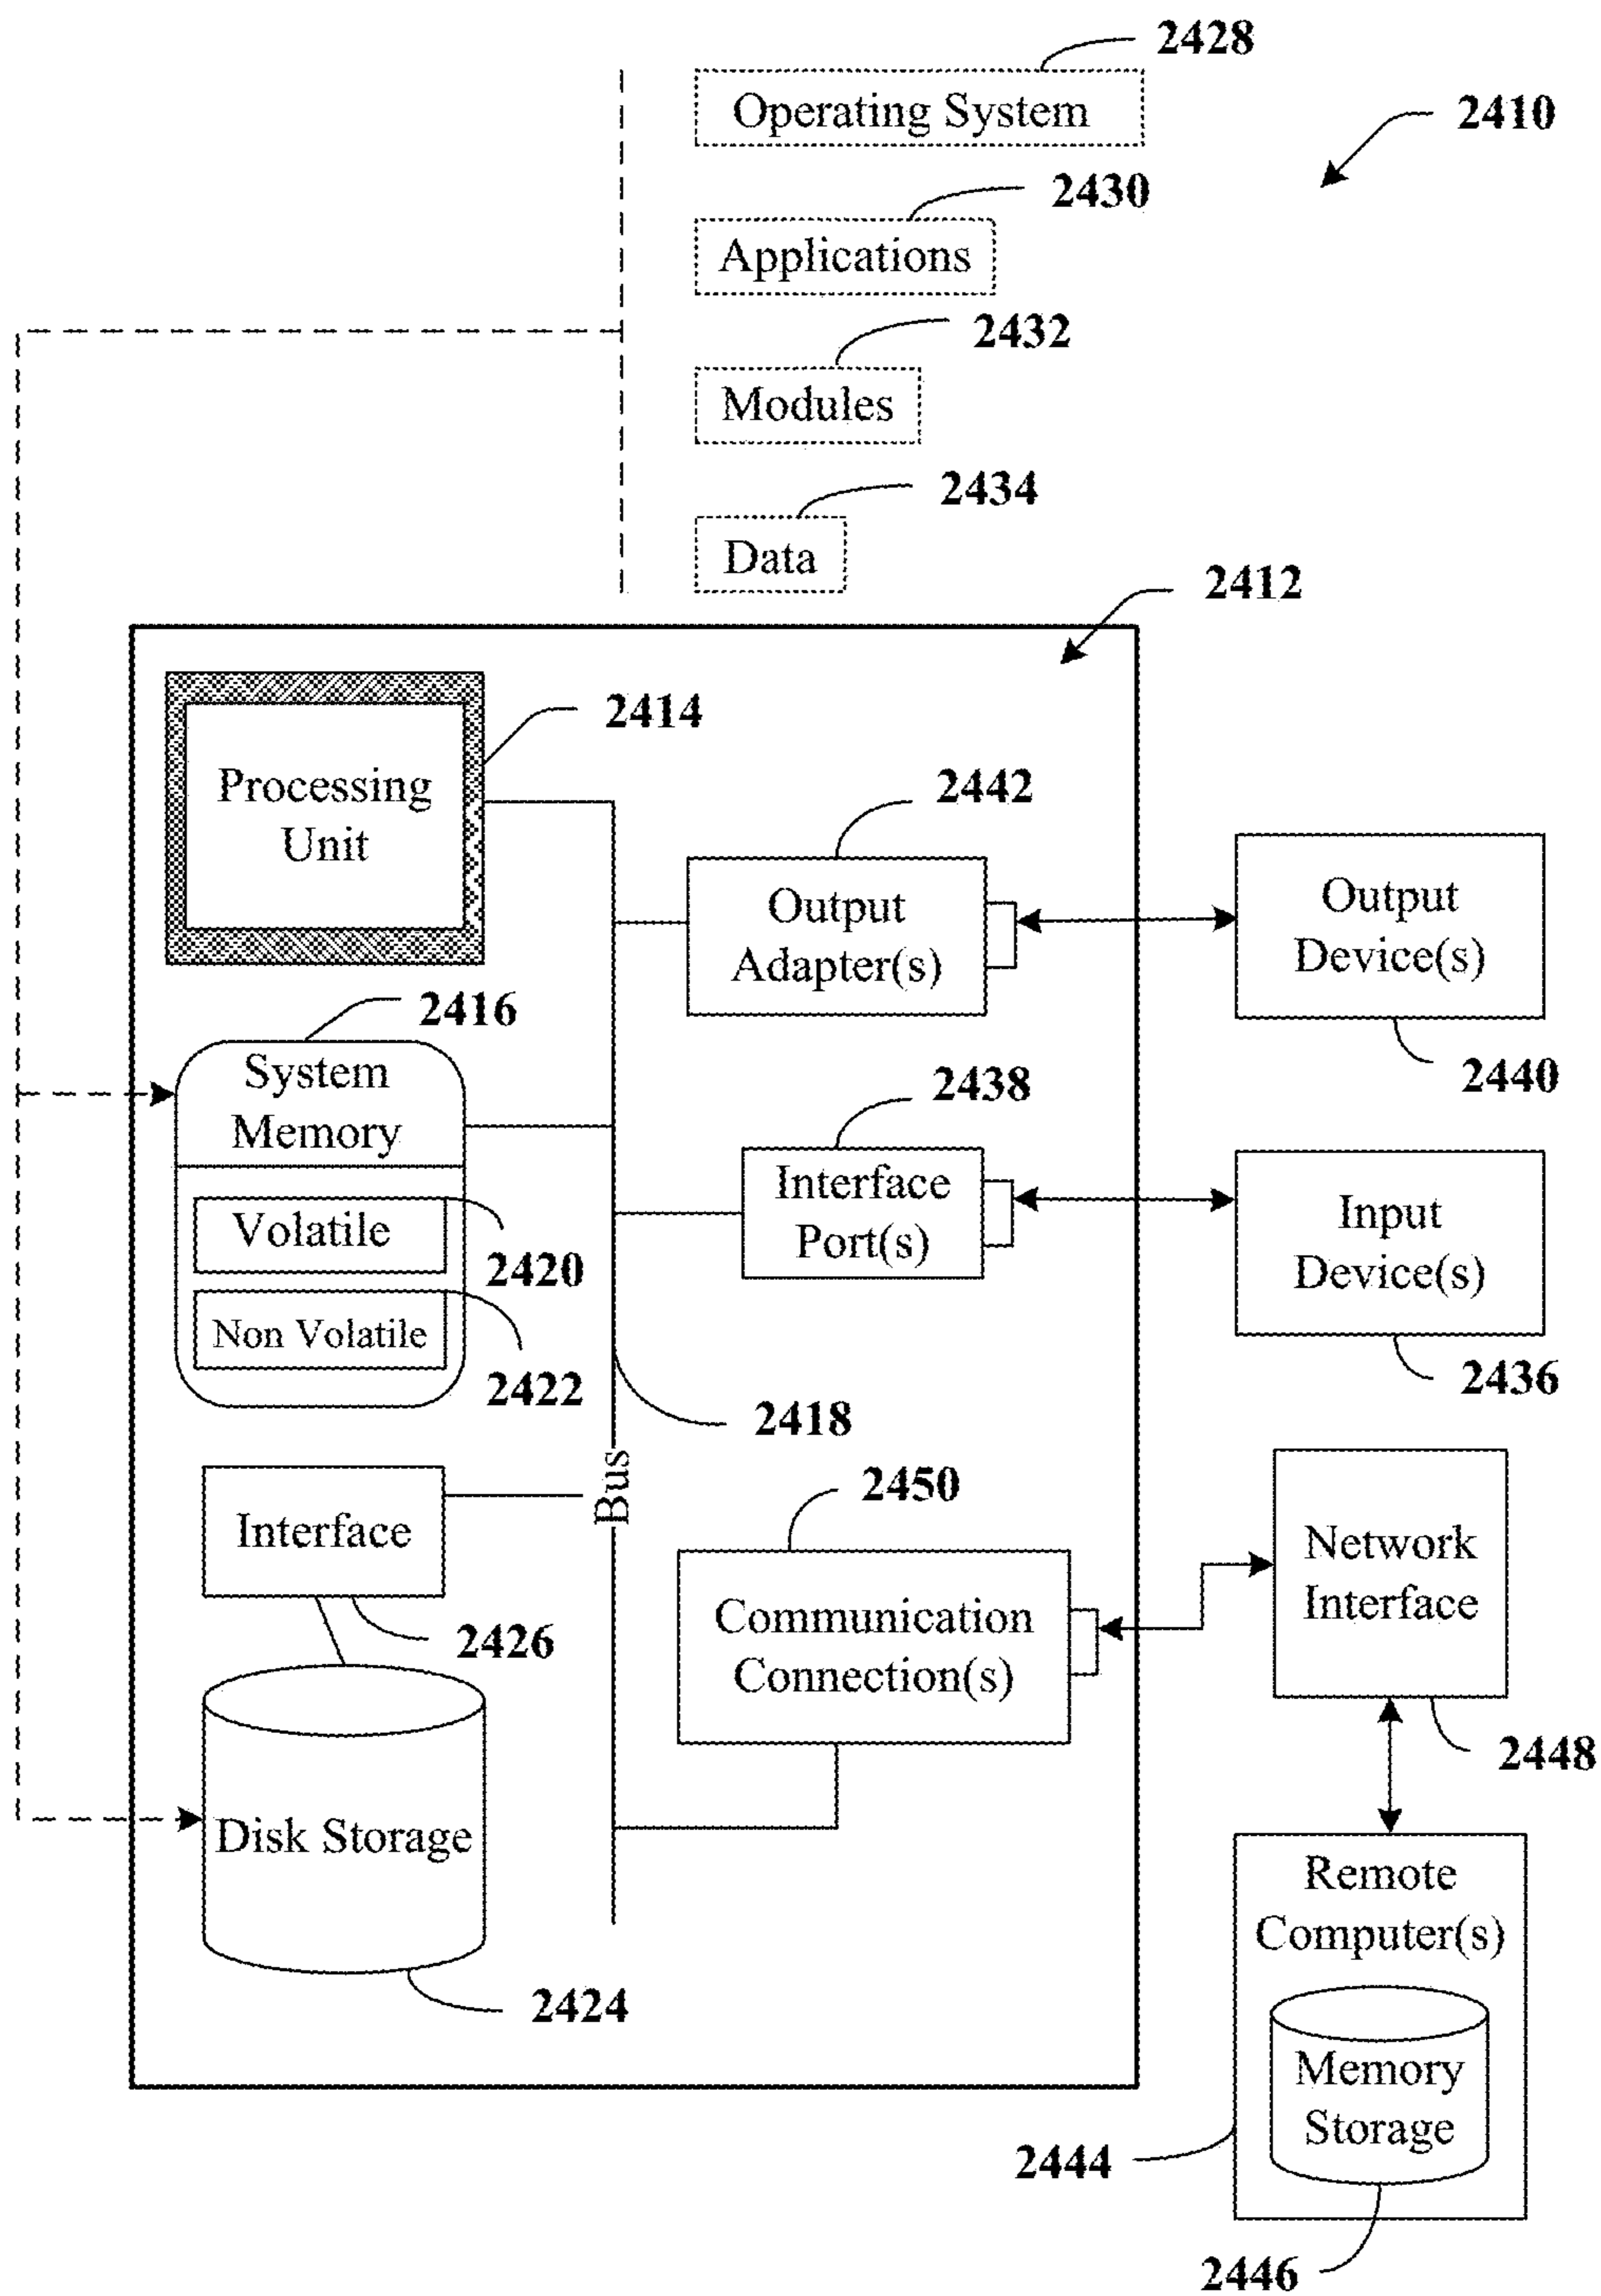 2428
Operating System
2410
2430
Applications
2432
Modules
2434
Data
2412
2414
Processing
Unit
2442
Output
Adapter(s)
Output
Device(s)
2440
2416
System
Memory
2438
Interface
Port(s)
Input
Device(s)
2436
Volatile
2420
Non Volatile
2422
2418
Bus
2450
Interface
2426
Communication
Connection(s)
Network
Interface
2448
Disk Storage
2424
Remote
Computer(s)
Memory
Storage
2444
2446